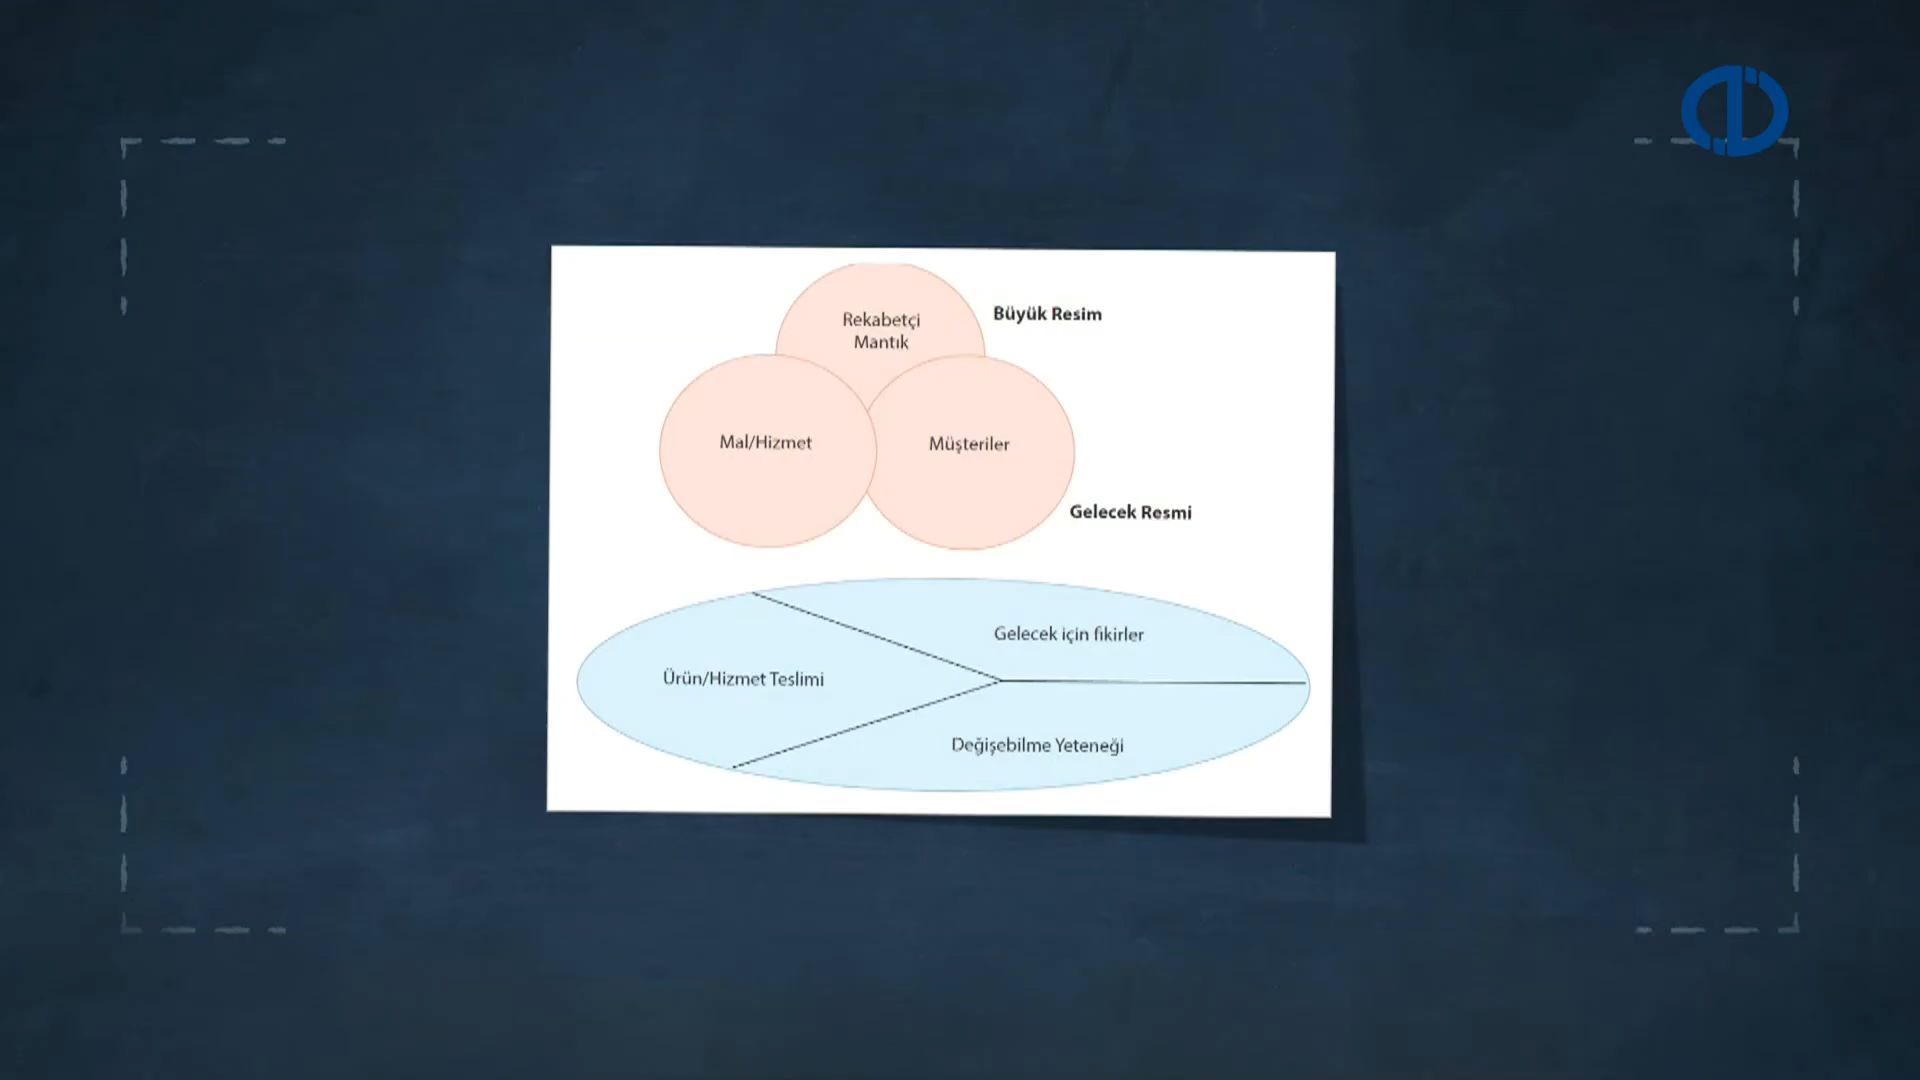 Rekabetçi
Mantık
Büyük Resim
Mal/Hizmet
Müşteriler
Gelecek Resmi
Gelecek için fikirler
Ürün/Hizmet Teslimi
Değişebilme Yeteneği